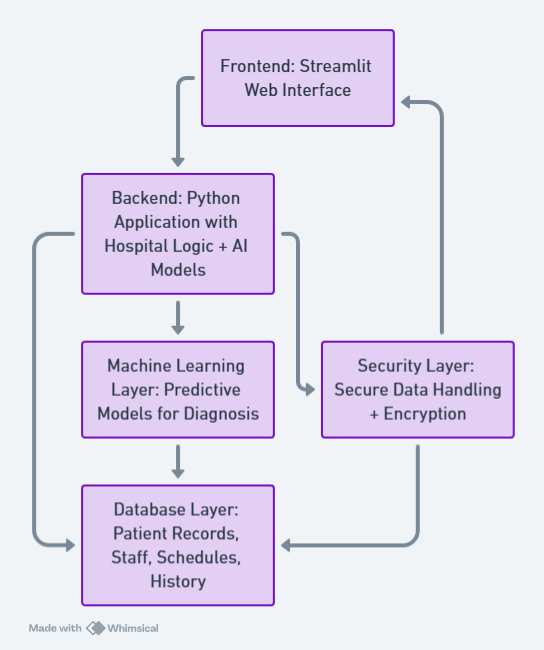 Frontend: Streamlit
Web Interface
Backend: Python
Application with
Hospital Logic + AI
Models
Machine Learning
Layer: Predictive
Models for Diagnosis
Security Layer:
Secure Data Handling
+ Encryption
Database Layer:
Patient Records,
Staff, Schedules,
History
Made with Whimsical